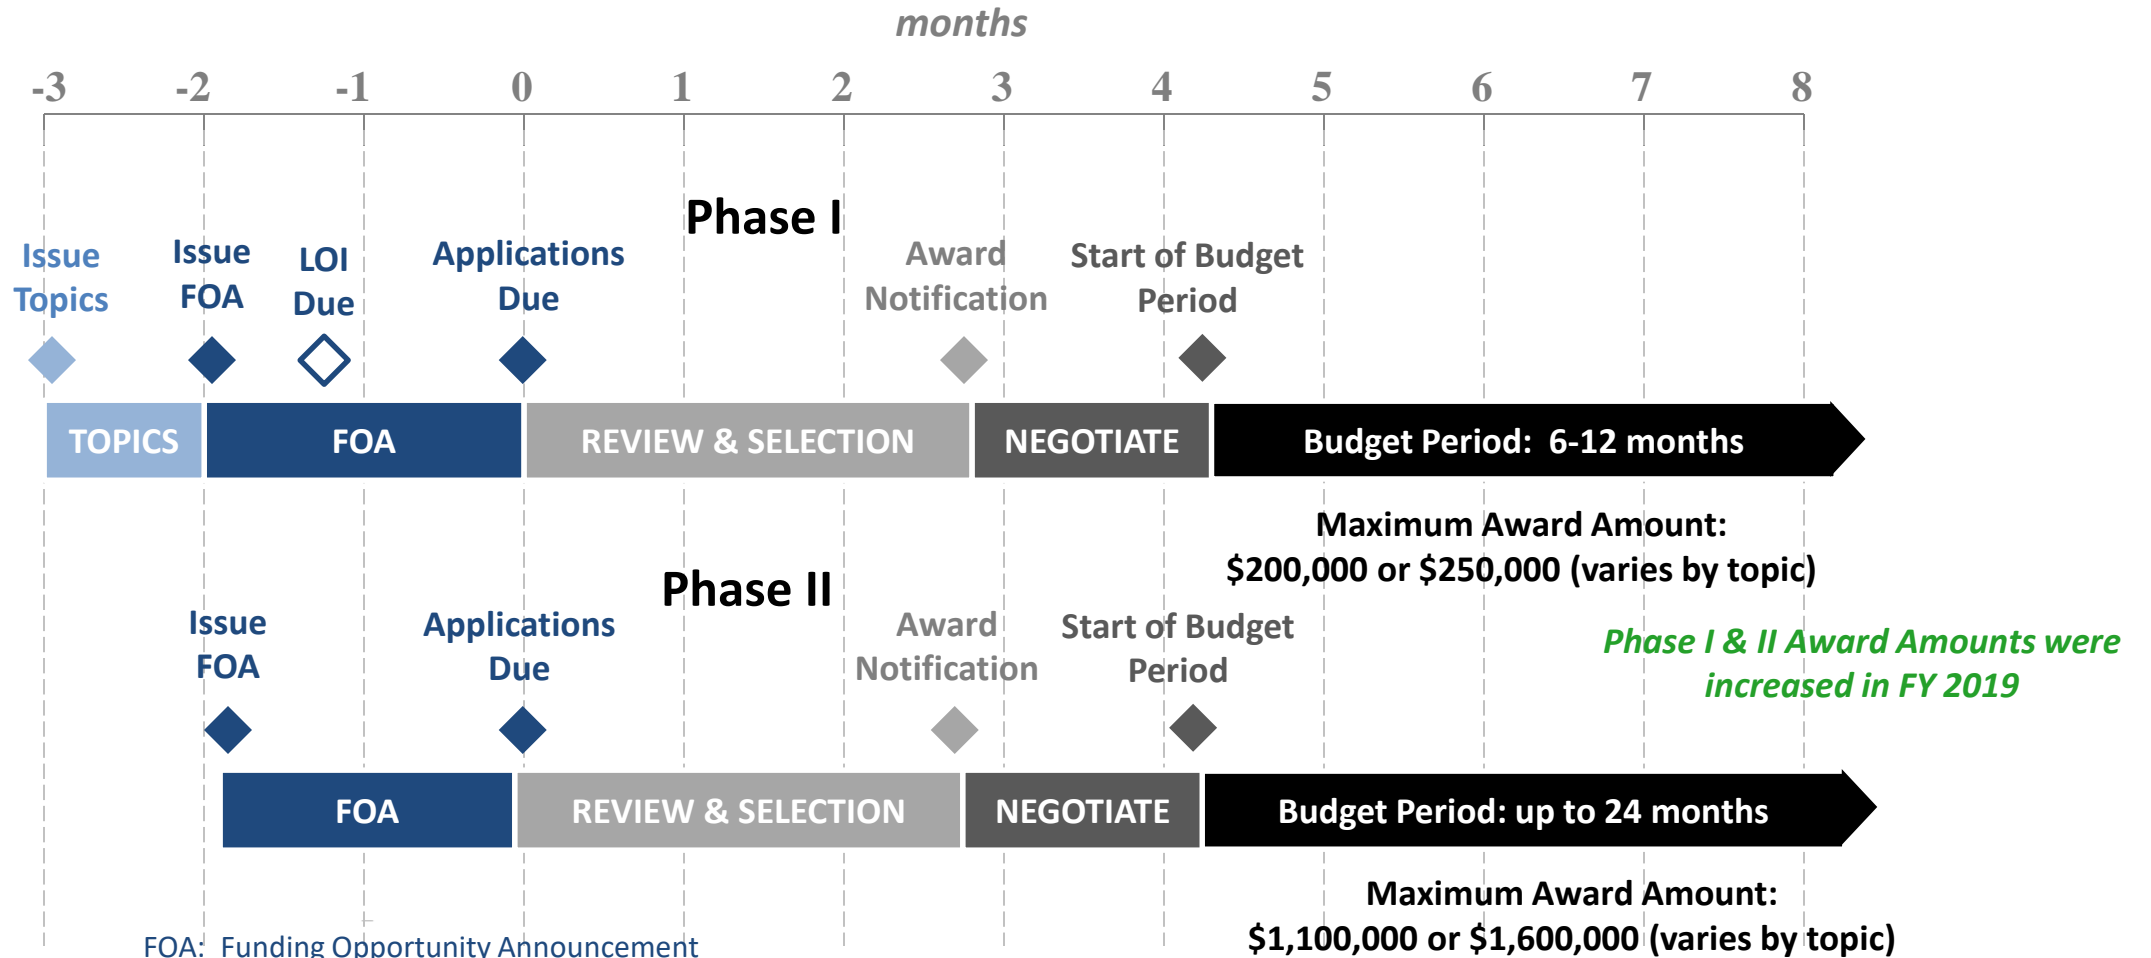 months
-3 -2 -1 0 1 2 3 4 5 6 7 8
Phase I
Issue
Topics
Issue
FOA
LOI
Due
Applications
Due
Award
Notification
Start of Budget
Period
TOPICS
FOA
REVIEW & SELECTION
NEGOTIATE
Budget Period: 6-12 months
Maximum Award Amount:
$200,000 or $250,000 (varies by topic)
Phase II
Issue
FOA
Applications
Due
Award
Notification
Start of Budget
Period
Phase I & II Award Amounts were
increased in FY 2019
FOA
REVIEW & SELECTION
NEGOTIATE
Budget Period: up to 24 months
Maximum Award Amount:
$1,100,000 or $1,600,000 (varies by topic)
FOA: Funding Opportunity Announcement